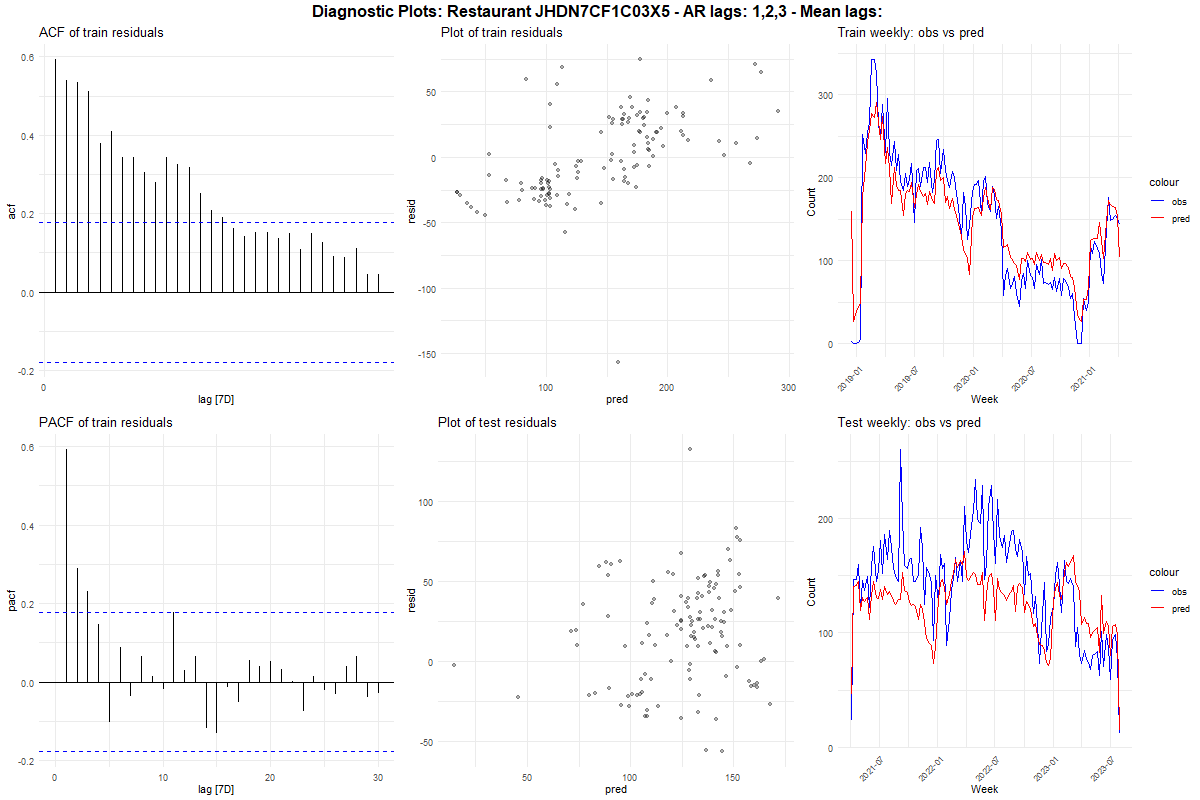 Diagnostic Plots: Restaurant JHDN7CF1C03X5 - AR lags: 1,2,3 - Mean lags:
ACF of train residuals
acf
0.6
0.4
0.2
0.0
-0.2
0
lag [7D]
Plot of train residuals
resid
50
0
-50
-100
-150
100
200
300
pred
Train weekly: obs vs pred
Count
300
200
100
0
2019-01
2019-07
2020-01
2020-07
2021-01
Week
colour
obs
pred
PACF of train residuals
pacf
0.6
0.4
0.2
0.0
-0.2
0
10
20
30
lag [7D]
Plot of test residuals
resid
100
50
0
-50
50
100
150
pred
Test weekly: obs vs pred
Count
200
100
0
2021-07
2022-01
2022-07
2023-01
2023-07
Week
colour
obs
pred